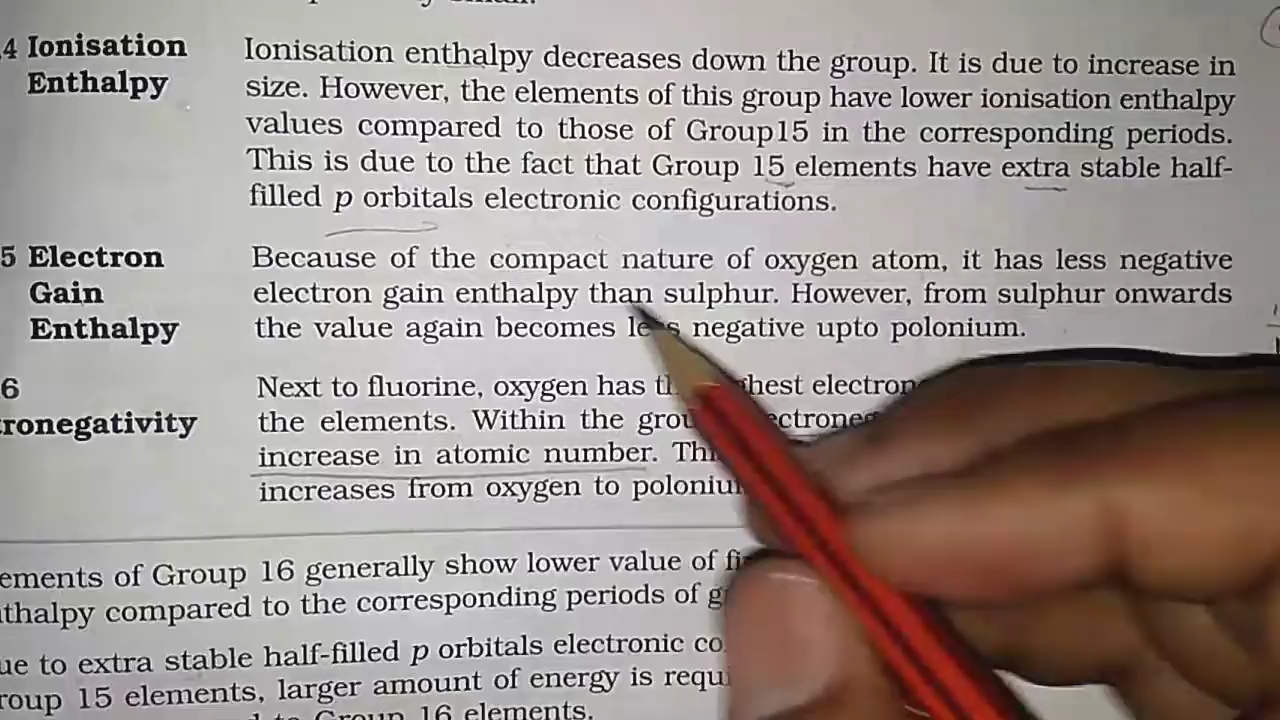 4 Ionisation
Enthalpy
Ionisation enthalpy decreases down the group. It is due to increase in
size. However, the elements of this group have lower ionisation enthalpy
values compared to those of Group15 in the corresponding periods.
This is due to the fact that Group 15 elements have extra stable half-
filled p orbitals electronic configurations.
5 Electron
Gain
Enthalpy
Because of the compact nature of oxygen atom, it has less negative
electron gain enthalpy than sulphur. However, from sulphur onwards
the value again becomes less negative upto polonium.
6
ronegativity
Next to fluorine, oxygen has electron
the elements. Within the
increase in atomic number.
increases from oxygen to
ements of Group 16 generally show lower value of
thalpy compared to the corresponding periods of
ue to extra stable half-filled p orbitals electronic
roup 15 elements, larger amount of energy is
Group 16 elements.